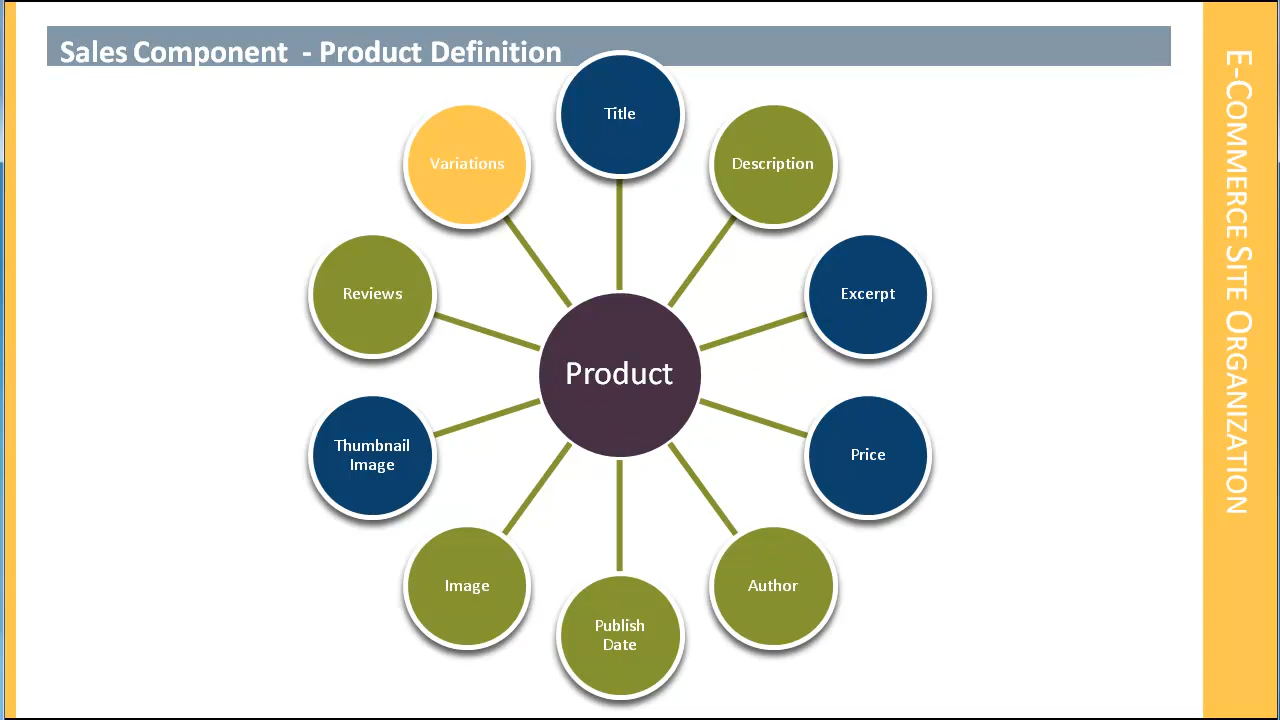 Sales Component - Product Definition
Title
Variations
Description
Reviews
Excerpt
Product
Thumbnail
Image
Price
Image
Author
Publish
Date
E-COMMERCE SITE ORGANIZATION